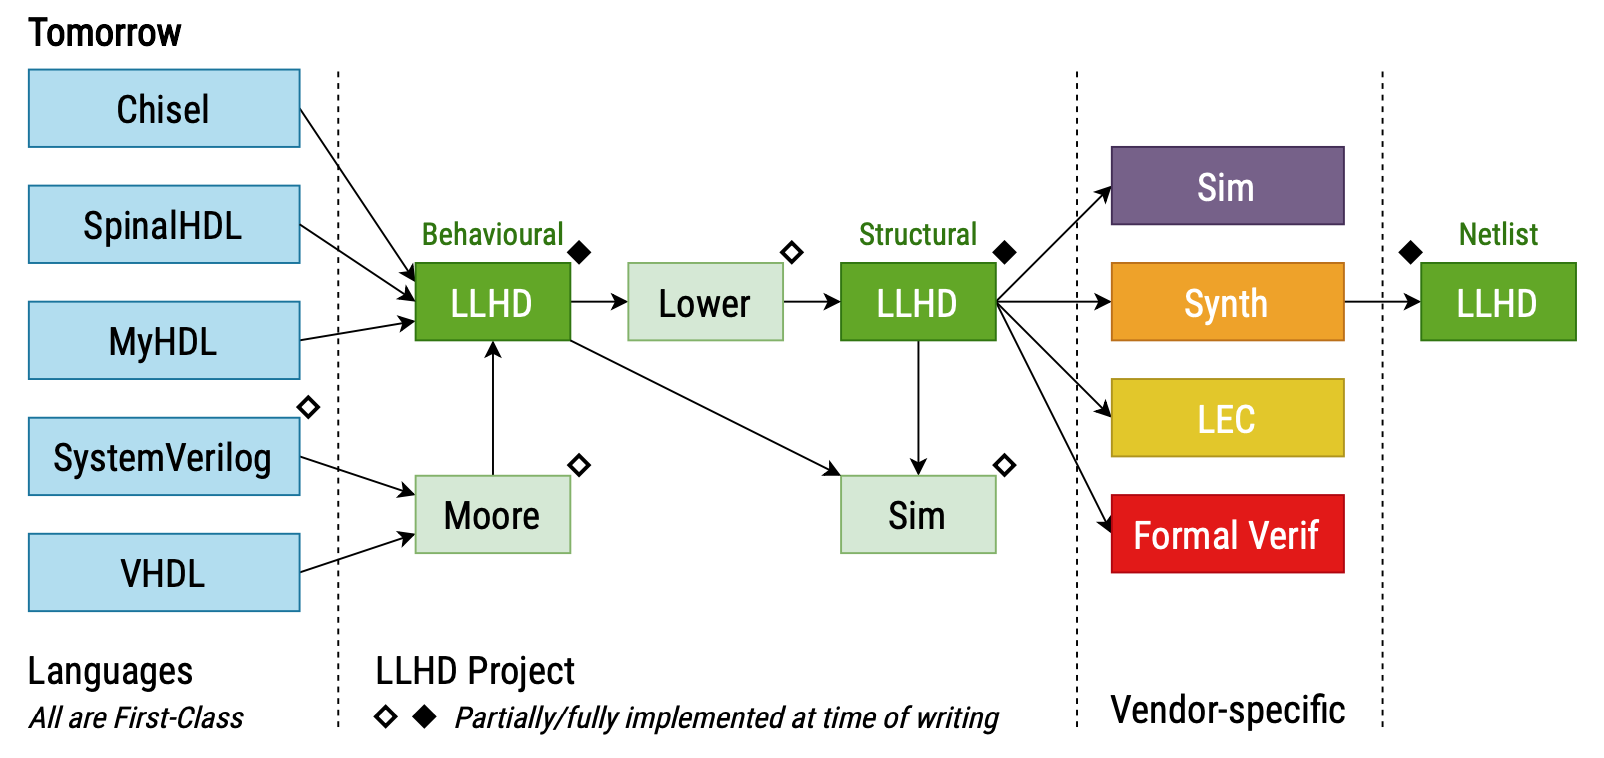 Tomorrow
Chisel
SpinalHDL
MyHDL
SystemVerilog
VHDL
Languages
All are First-Class
Behavioural
LLHD
Lower
Structural
LLHD
Moore
Sim
LLHD Project
Partially/fully implemented at time of writing
Sim
Synth
LEC
Formal Verif
Vendor-specific
Netlist
LLHD